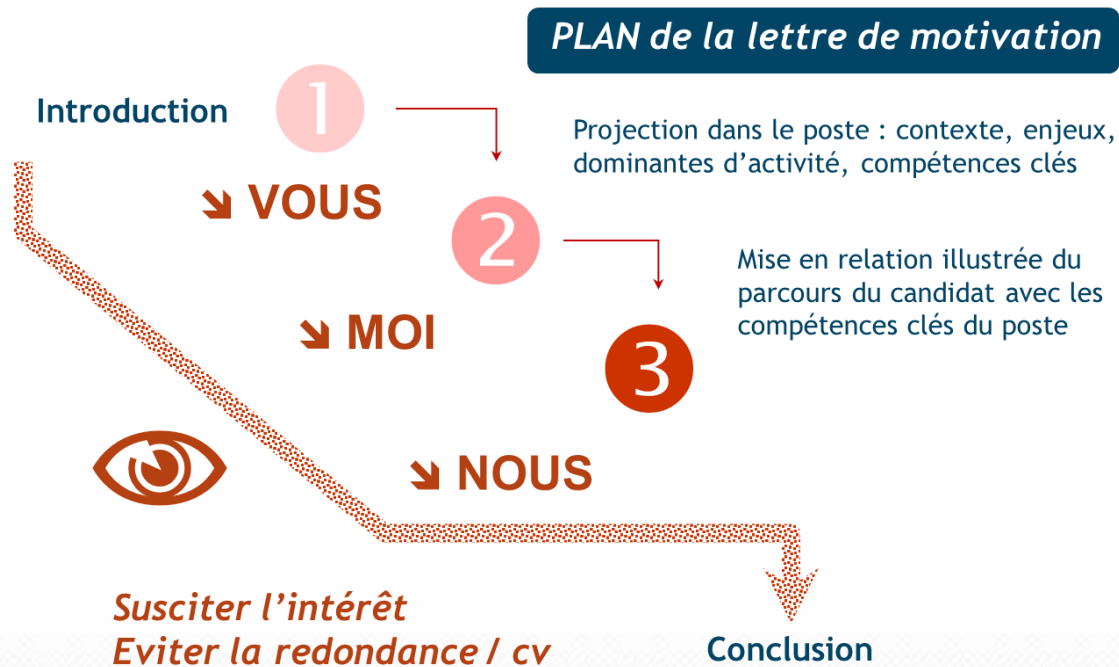 PLAN de la lettre de motivation
Introduction
1
Projection dans le poste : contexte, enjeux,
dominantes d'activité, compétences clés
VOUS
2
Mise en relation illustrée du
parcours du candidat avec les
compétences clés du poste
MOI
3
NOUS
Susciter l'intérêt
Eviter la redondance / cv
Conclusion